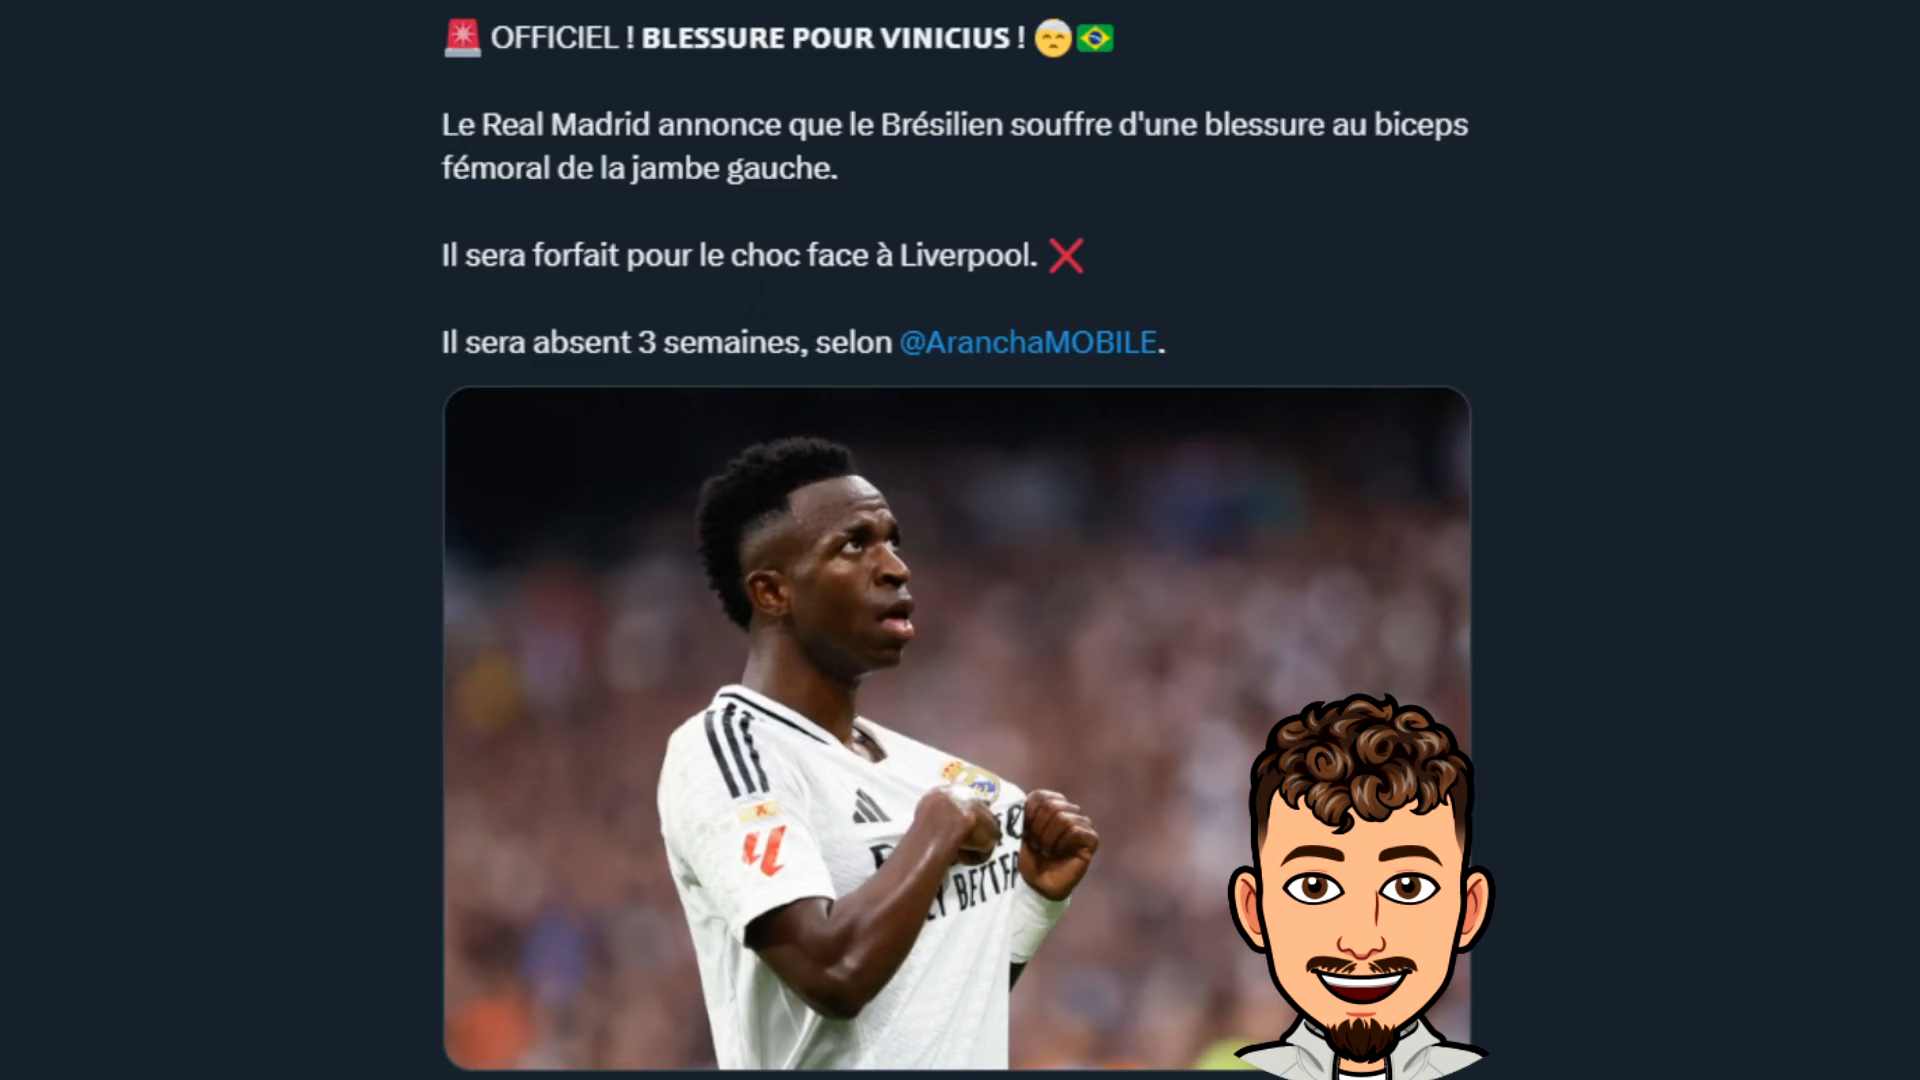 🚨 OFFICIEL ! BLESSURE POUR VINICIUS ! 🤕🇧🇷
Le Real Madrid annonce que le Brésilien souffre d'une blessure au biceps
fémoral de la jambe gauche.
Il sera forfait pour le choc face à Liverpool. ❌
Il sera absent 3 semaines, selon @AranchaMOBILE.